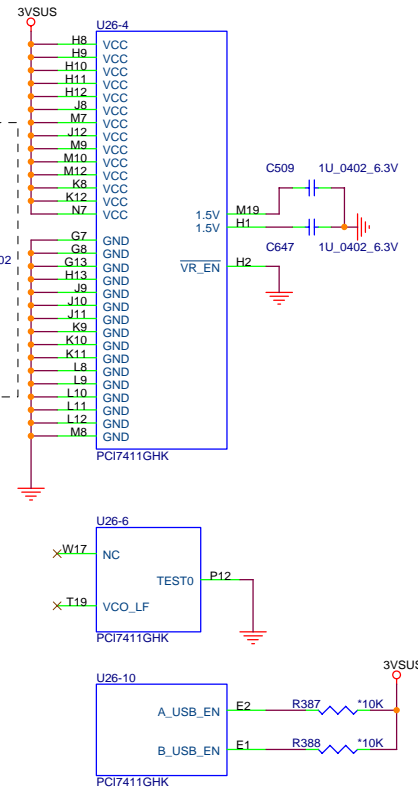 3VSUS
U26-4
H8 VCC
H9 VCC
H10 VCC
H11 VCC
H12 VCC
J8 VCC
M7 VCC
J12 VCC
M9 VCC
M10 VCC
M12 VCC
K8 VCC
K12 VCC
N7 VCC
C509 1U_0402_6.3V
1.5V M19
1.5V H1
C647 1U_0402_6.3V
G7 GND
G8 GND
G13 GND
H13 GND
J9 GND
J10 GND
J11 GND
K9 GND
K10 GND
K11 GND
L8 GND
L9 GND
L10 GND
L11 GND
L12 GND
M8 GND
VR_EN H2
02
PCI7411GHK
U26-6
W17 NC
TEST0 P12
T19 VCO_LF
PCI7411GHK
U26-10
3VSUS
A_USB_EN E2 R387 *10K
B_USB_EN E1 R388 *10K
PCI7411GHK